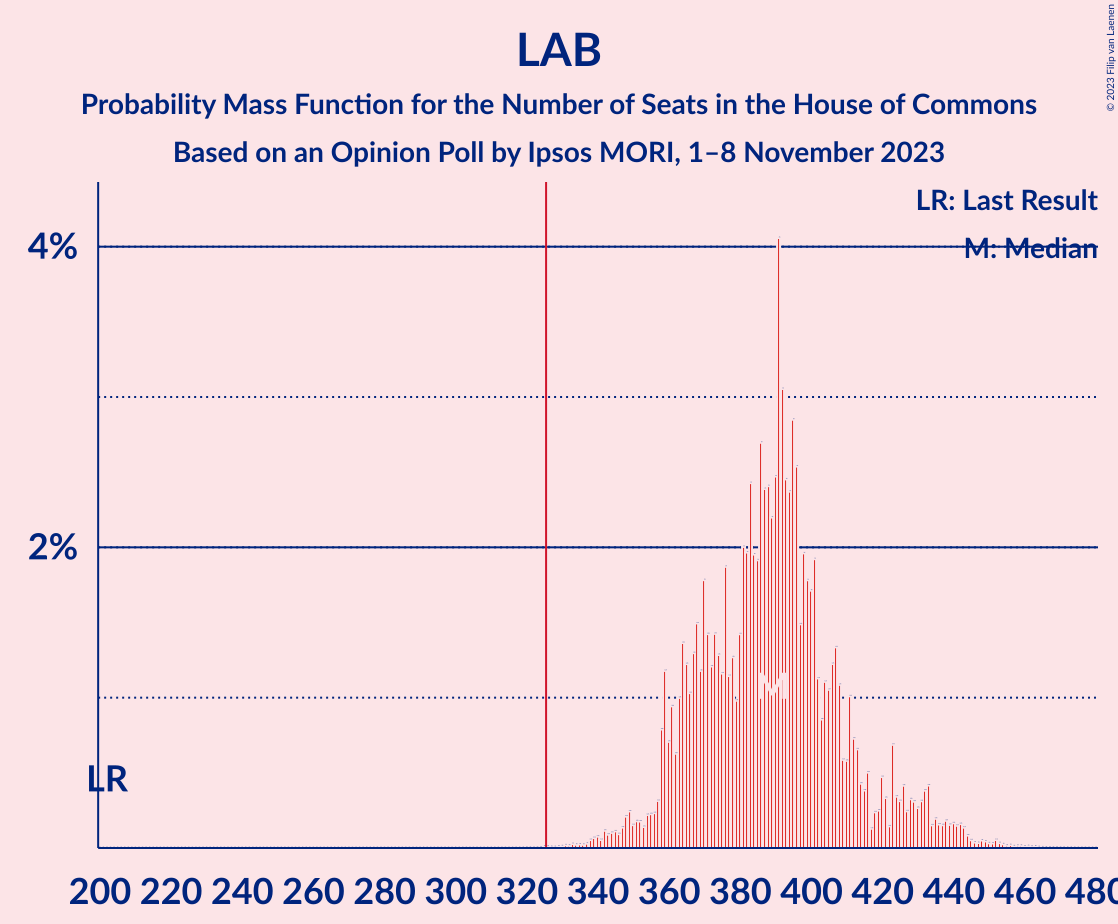 LAB
Probability Mass Function for the Number of Seats in the House of Commons
Based on an Opinion Poll by Ipsos MORI, 1–8 November 2023
© 2023 Filip van Laenen
LR: Last Result
M: Median
4%
2%
M
LR
200 220 240 260 280 300 320 340 360 380 400 420 440 460 480